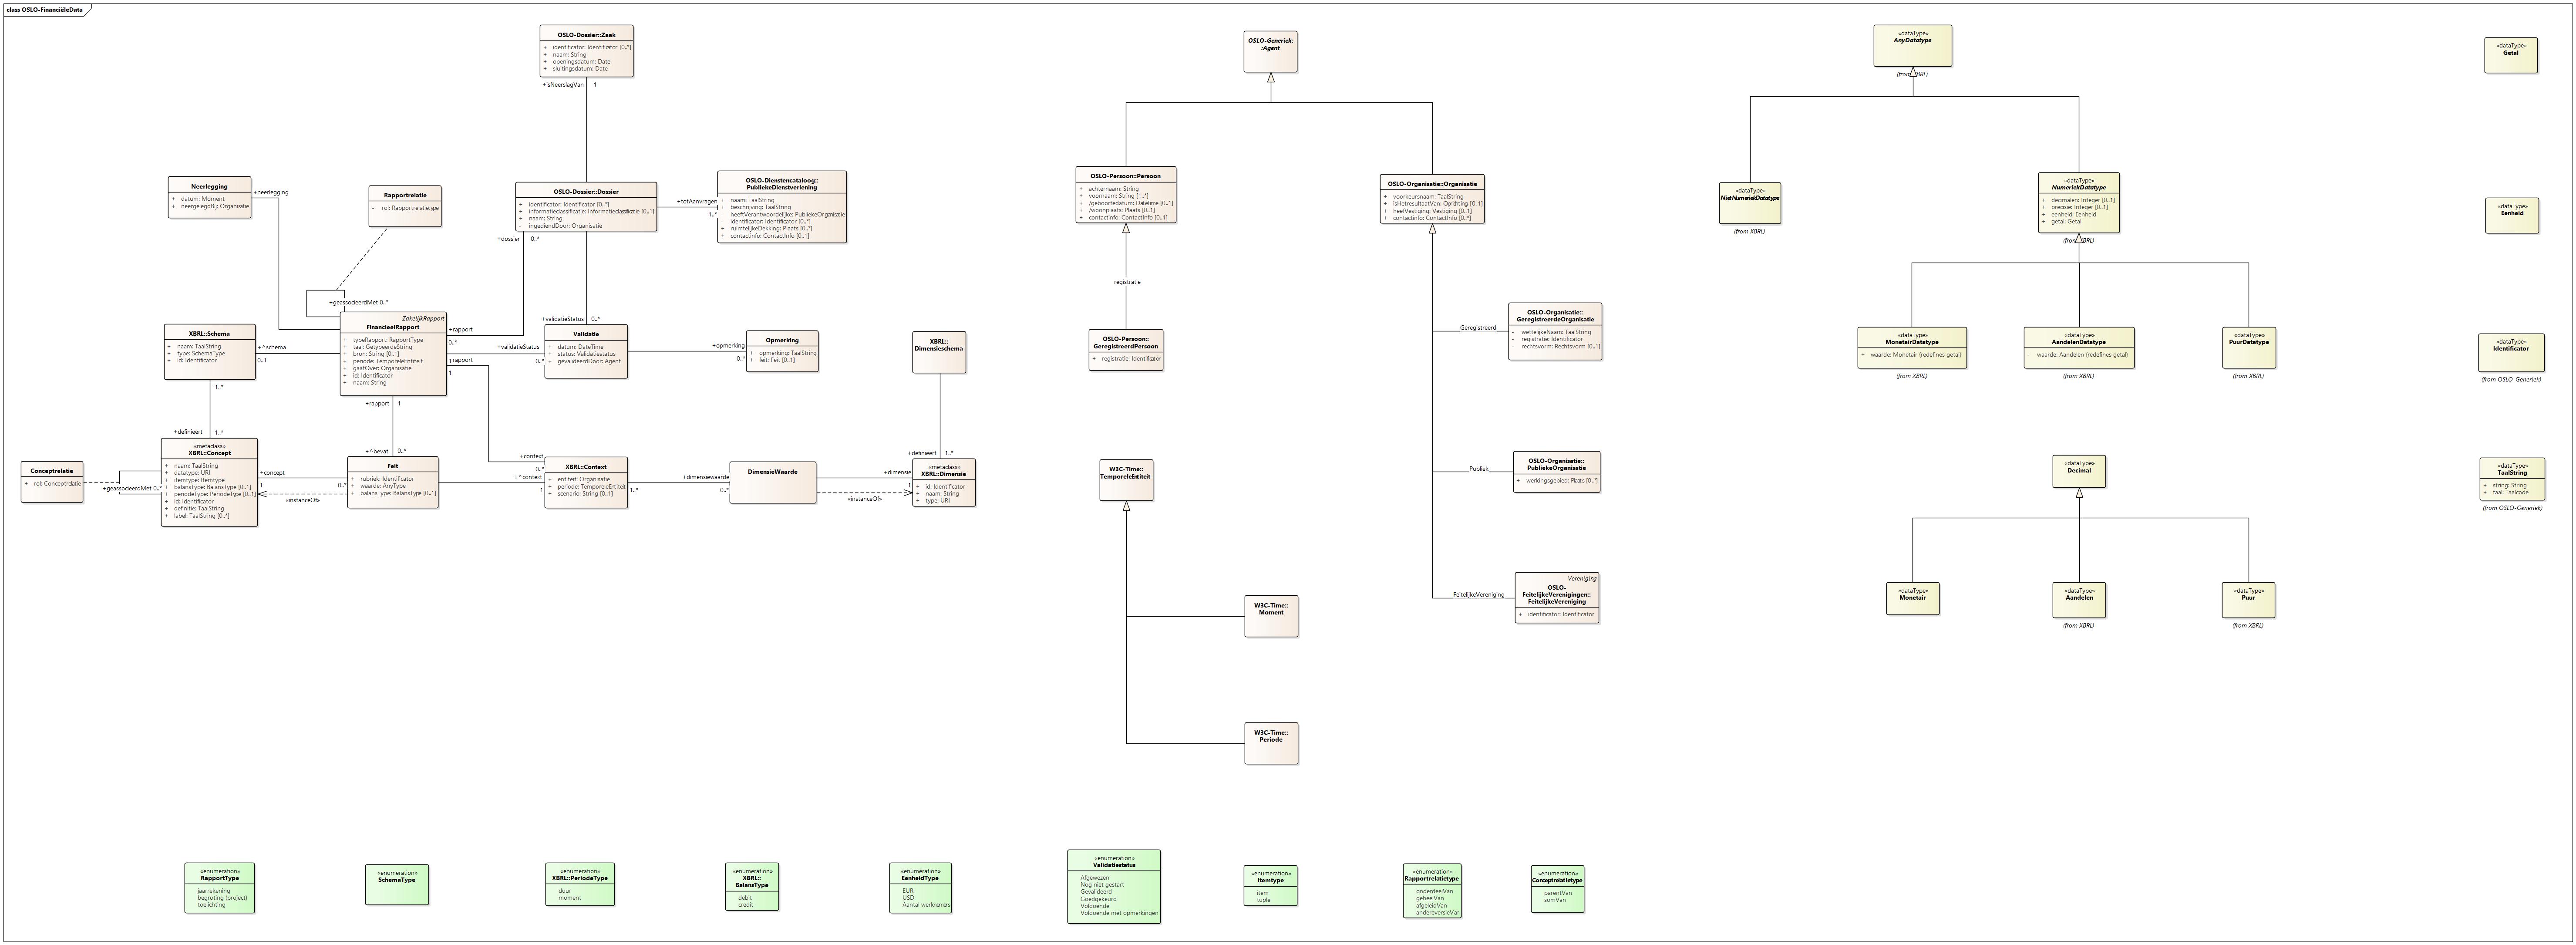 class OSLO-FinanciëleData
OSLO-Dossier::Zaak
+ identificator: Identificator [0..*]
+ naam: String
+ openingsdatum: Date
+ sluitingsdatum: Date
+isNeerslagVan 1
Neerlegging
+ datum: Moment
+ neergelegdBij: Organisatie
+neerlegging
Rapportrelatie
- rol: Rapportrelatietype
OSLO-Dossier::Dossier
+ identificator: Identificator [0..*]
+ informatieclassificatie: Informatieclassificatie [0..1]
+ naam: String
- ingediendDoor: Organisatie
+dossier 0..*
+totAanvragen
1..*
OSLO-Dienstencataloog::
PubliekeDienstverlening
+ naam: TaalString
+ beschrijving: TaalString
- heeftVerantwoordelijke: PubliekeOrganisatie
- identificator: Identificator [0..*]
+ ruimtelijkeDekking: Plaats [0..*]
+ contactinfo: ContactInfo [0..1]
+geassocieerdMet 0..*
XBRL::Schema
+ naam: TaalString
+ type: SchemaType
+ id: Identificator
+^schema
0..1
1..*
ZakelijkRapport
FinancieelRapport
+ typeRapport: RapportType
+ taal: GetypeerdeString
+ bron: String [0..1]
+ periode: TemporeleEntiteit
+ gaatOver: Organisatie
+ id: Identificator
+ naam: String
+rapport
0..*
1 rapport
1
+validatieStatus 0..*
+validatieStatus
0..*
Validatie
+ datum: DateTime
+ status: Validatiestatus
+ gevalideerdDoor: Agent
+opmerking
0..*
Opmerking
+ opmerking: TaalString
+ feit: Feit [0..1]
XBRL::
Dimensieschema
+rapport 1
+definieert 1..*
«metaclass»
XBRL::Concept
+ naam: TaalString
+ datatype: URI
+ itemtype: Itemtype
+ balansType: BalansType [0..1]
+ periodeType: PeriodeType [0..1]
+ id: Identificator
+ definitie: TaalString
+ label: TaalString [0..*]
Conceptrelatie
+ rol: Conceptrelatie
+geassocieerdMet 0..*
+concept
1
0..*
«instanceOf»
+^bevat 0..*
Feit
+ rubriek: Identificator
+ waarde: AnyType
+ balansType: BalansType [0..1]
+context
0..*
+^context
1
XBRL::Context
+ entiteit: Organisatie
+ periode: TemporeleEntiteit
+ scenario: String [0..1]
1..*
+dimensiewaarde
0..*
DimensieWaarde
+dimensie
1
«instanceOf»
+definieert 1..*
«metaclass»
XBRL::Dimensie
+ id: Identificator
+ naam: String
+ type: URI
OSLO-Generiek:
:Agent
OSLO-Persoon::Persoon
+ achternaam: String
+ voornaam: String [1..*]
+ /geboortedatum: DateTime [0..1]
+ /woonplaats: Plaats [0..1]
+ contactinfo: ContactInfo [0..1]
registratie
OSLO-Persoon::
GeregistreerdPersoon
+ registratie: Identificator
OSLO-Organisatie::Organisatie
+ voorkeursnaam: TaalString
+ isHetresultaatVan: Oprichting [0..1]
+ heefVestiging: Vestiging [0..1]
+ contactinfo: ContactInfo [0..*]
Geregistreerd
OSLO-Organisatie::
GeregistreerdeOrganisatie
- wettelijkeNaam: TaalString
- registratie: Identificator
- rechtsvorm: Rechtsvorm [0..1]
Publiek
OSLO-Organisatie::
PubliekeOrganisatie
+ werkingsgebied: Plaats [0..*]
FeitelijkeVereniging
Vereniging
OSLO-
FeitelijkeVerenigingen::
FeitelijkeVereniging
+ identificator: Identificator
W3C-Time::
TemporeleEntiteit
W3C-Time::
Moment
W3C-Time::
Periode
«dataType»
AnyDatatype
(from XBRL)
«dataType»
NietNumeriekDatatype
(from XBRL)
«dataType»
NumeriekDatatype
+ decimalen: Integer [0..1]
+ precisie: Integer [0..1]
+ eenheid: Eenheid
+ getal: Getal
(from XBRL)
«dataType»
MonetairDatatype
+ waarde: Monetair {redefines getal}
(from XBRL)
«dataType»
AandelenDatatype
- waarde: Aandelen {redefines getal}
(from XBRL)
«dataType»
PuurDatatype
(from XBRL)
«dataType»
Decimal
«dataType»
Monetair
«dataType»
Aandelen
(from XBRL)
«dataType»
Puur
(from XBRL)
«dataType»
Getal
«dataType»
Eenheid
«dataType»
Identificator
(from OSLO-Generiek)
«dataType»
TaalString
+ string: String
+ taal: Taalcode
(from OSLO-Generiek)
«enumeration»
RapportType
jaarrekening
begroting (project)
toelichting
«enumeration»
SchemaType
«enumeration»
XBRL::PeriodeType
duur
moment
«enumeration»
XBRL::
BalansType
debit
credit
«enumeration»
EenheidType
EUR
USD
Aantal werknemers
«enumeration»
Validatiestatus
Afgewezen
Nog niet gestart
Gevalideerd
Goedgekeurd
Voldoende
Voldoende met opmerkingen
«enumeration»
Itemtype
item
tuple
«enumeration»
Rapportrelatietype
onderdeelVan
geheelVan
afgeleidVan
andereversieVan
«enumeration»
Conceptrelatietype
parentVan
somVan